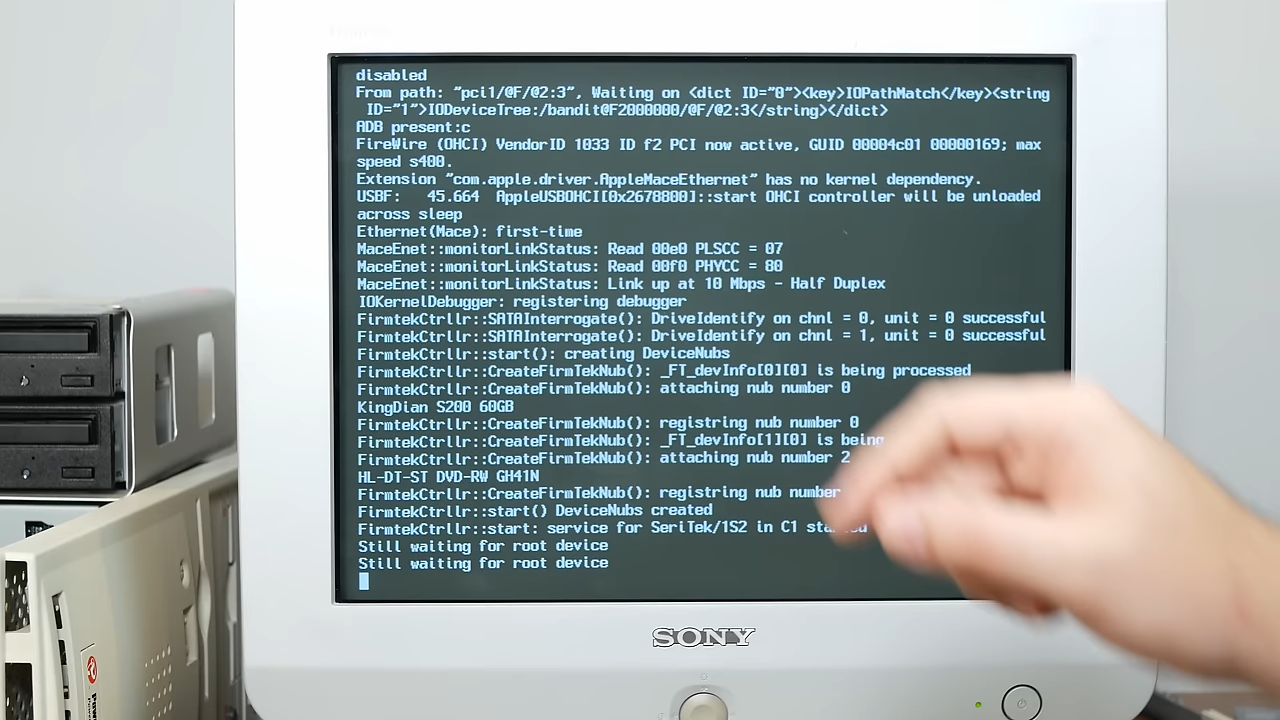 disabled
From path: "pci1/@F/@2:3", Waiting on <dict ID="0"><key>IOPathMatch</key><string
ID="1">IODeviceTree:/bandit@F2000000/@F/@2:3</string></dict>
ADB present:c
FireWire (OHCI) VendorID 1033 ID f2 PCI now active, GUID 00004c01 00000169; max
speed s400.
Extension "com.apple.driver.AppleMaceEthernet" has no kernel dependency.
USBF: 45.664 AppleUSBOHCI[0x2678800]::start OHCI controller will be unloaded
across sleep
Ethernet(Mace): first-time
MaceEnet::monitorLinkStatus: Read 00e0 PLSCC = 07
MaceEnet::monitorLinkStatus: Read 00f0 PHYCC = 80
MaceEnet::monitorLinkStatus: Link up at 10 Mbps - Half Duplex
IOKernelDebugger: registering debugger
FirmtekCtrllr::SATAInterrogate(): DriveIdentify on chnl = 0, unit = 0 successful
FirmtekCtrllr::SATAInterrogate(): DriveIdentify on chnl = 1, unit = 0 successful
FirmtekCtrllr::start(): creating DeviceNubs
FirmtekCtrllr::CreateFirmTekNub(): _FT_devInfo[0][0] is being processed
FirmtekCtrllr::CreateFirmTekNub(): attaching nub number 0
KingDian S200 60GB
FirmtekCtrllr::CreateFirmTekNub(): registring nub number 0
FirmtekCtrllr::CreateFirmTekNub(): _FT_devInfo[1][0] is being
FirmtekCtrllr::CreateFirmTekNub(): attaching nub number 2
HL-DT-ST DVD-RW GH41N
FirmtekCtrllr::CreateFirmTekNub(): registring nub number
FirmtekCtrllr::start() DeviceNubs created
FirmtekCtrllr::start: service for SeriTek/1S2 in C1
Still waiting for root device
Still waiting for root device
SONY